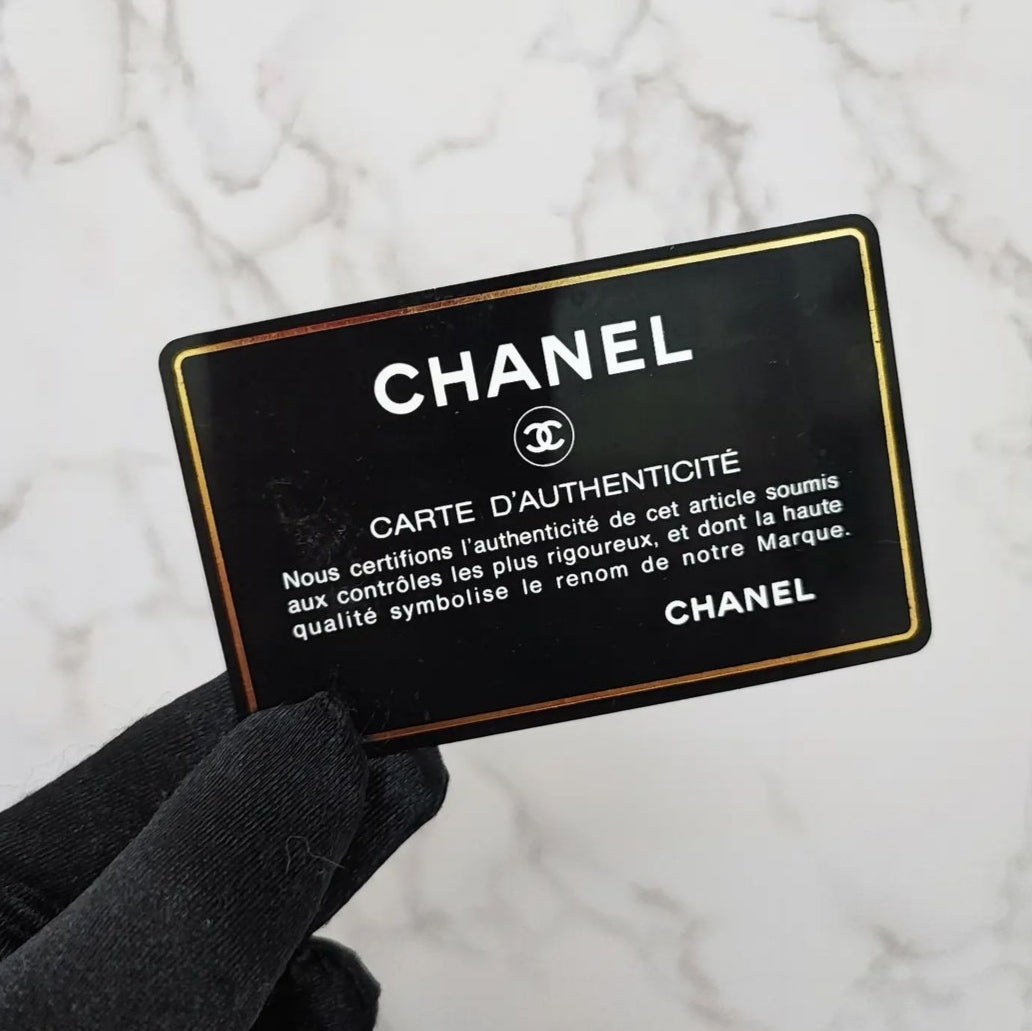 CHANEL
CARTE D'AUTHENTICITÉ
Nous certifions l'authenticité de cet article soumis
aux contrôles les plus rigoureux, et dont la haute
qualité symbolise le renom de notre Marque.
CHANEL